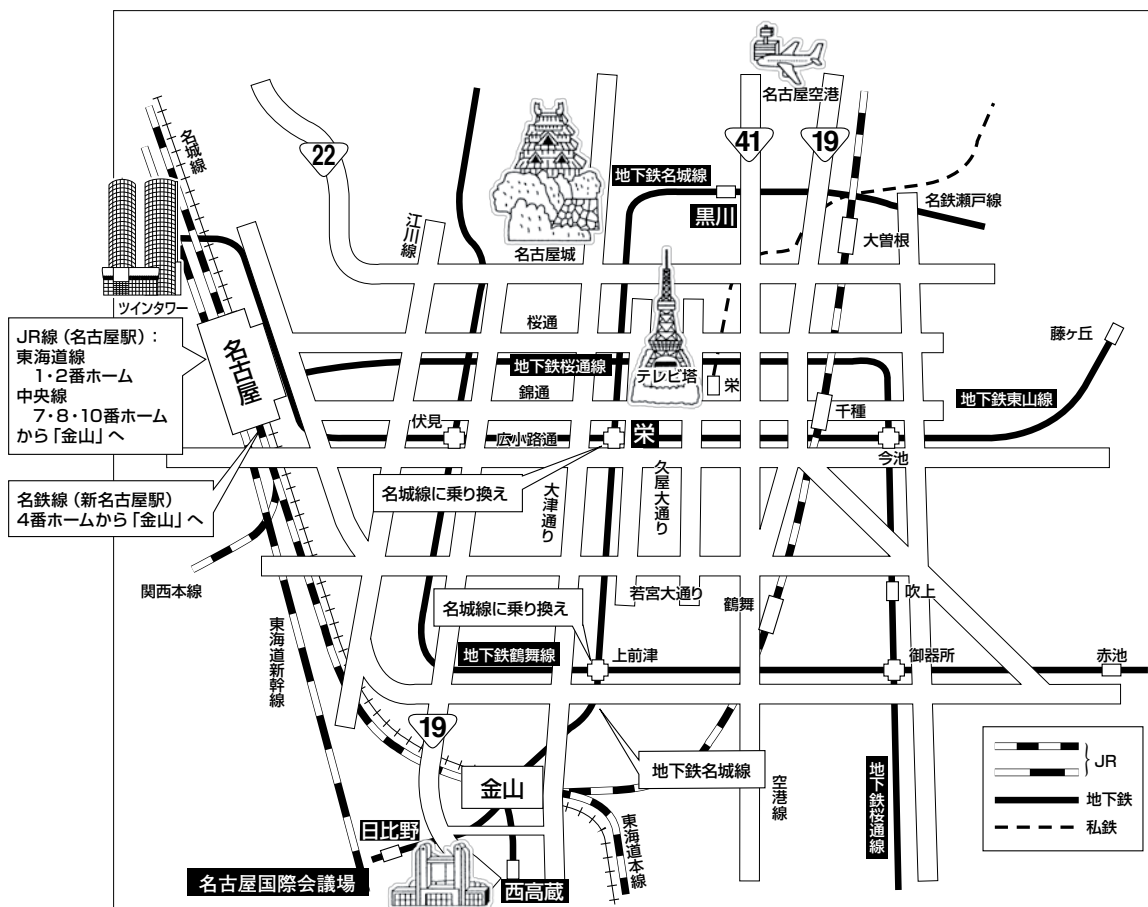 名古屋空港
41
19
22
名城線
江川線
地下鉄名城線
黒川
名鉄瀬戸線
大曽根
名古屋城
ツインタワー
JR線（名古屋駅）：
東海道線
1・2番ホーム
中央線
7・8・10番ホーム
から「金山」へ
名古屋
桜通
地下鉄桜通線
錦通
テレビ塔
栄
藤ヶ丘
地下鉄東山線
千種
伏見
広小路通
栄
今池
名鉄線（新名古屋駅）
4番ホームから「金山」へ
名城線に乗り換え
大津通り
久屋大通り
関西本線
若宮大通り
鶴舞
吹上
名城線に乗り換え
東海道新幹線
地下鉄鶴舞線
上前津
御器所
赤池
19
地下鉄名城線
金山
空港線
地下鉄桜通線
東海道本線
日比野
名古屋国際会議場
西高蔵
JR
地下鉄
私鉄